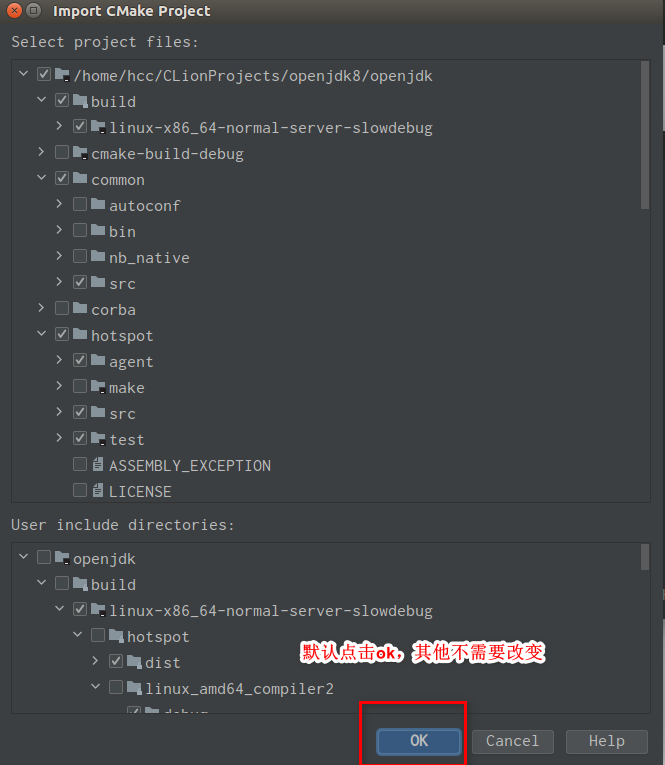 Import CMake Project
Select project files:
/home/hcc/CLionProjects/openjdk8/openjdk
build
linux-x86_64-normal-server-slowdebug
cmake-build-debug
common
autoconf
bin
nb_native
src
corba
hotspot
agent
make
src
test
ASSEMBLY_EXCEPTION
LICENSE
User include directories:
openjdk
build
linux-x86_64-normal-server-slowdebug
hotspot
默认点击ok，其他不需要改变
dist
linux_amd64_compiler2
OK Cancel Help